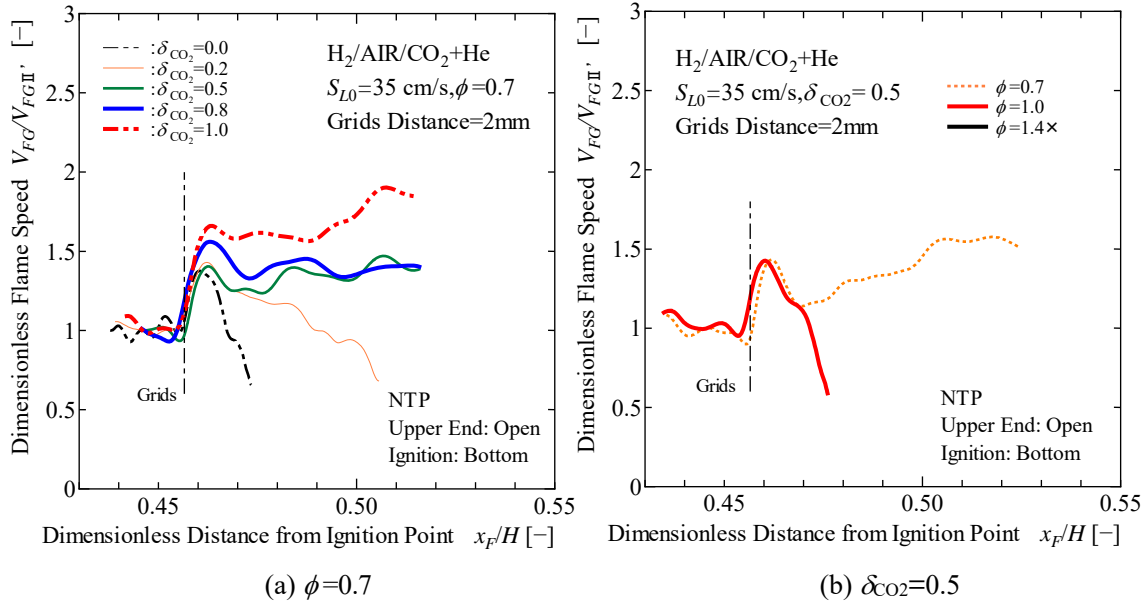 3
2.5
2
1.5
1
0.5
0
0.45
0.50
0.55
Dimensionless Flame Speed V_FG/V_FGⅡ' [−]
:δ_CO₂=0.0
:δ_CO₂=0.2
:δ_CO₂=0.5
:δ_CO₂=0.8
:δ_CO₂=1.0
H₂/AIR/CO₂+He
S_L0=35 cm/s,ϕ=0.7
Grids Distance=2mm
Grids
NTP
Upper End: Open
Ignition: Bottom
Dimensionless Distance from Ignition Point x_F/H [−]
(a) ϕ=0.7
3
2.5
2
1.5
1
0.5
0
0.45
0.50
0.55
Dimensionless Flame Speed V_FG/V_FGⅡ' [−]
H₂/AIR/CO₂+He
S_L0=35 cm/s,δ_CO2= 0.5
Grids Distance=2mm
ϕ=0.7
ϕ=1.0
ϕ=1.4×
Grids
NTP
Upper End: Open
Ignition: Bottom
Dimensionless Distance from Ignition Point x_F/H [−]
(b) δ_CO2=0.5